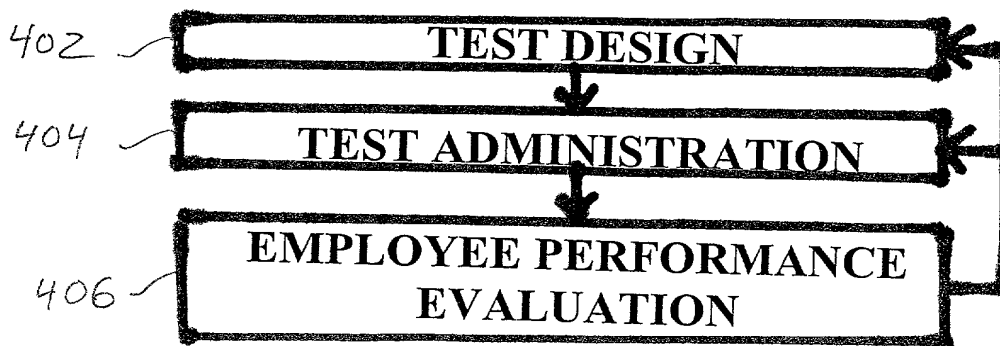 402
TEST DESIGN
404
TEST ADMINISTRATION
406
EMPLOYEE PERFORMANCE
EVALUATION